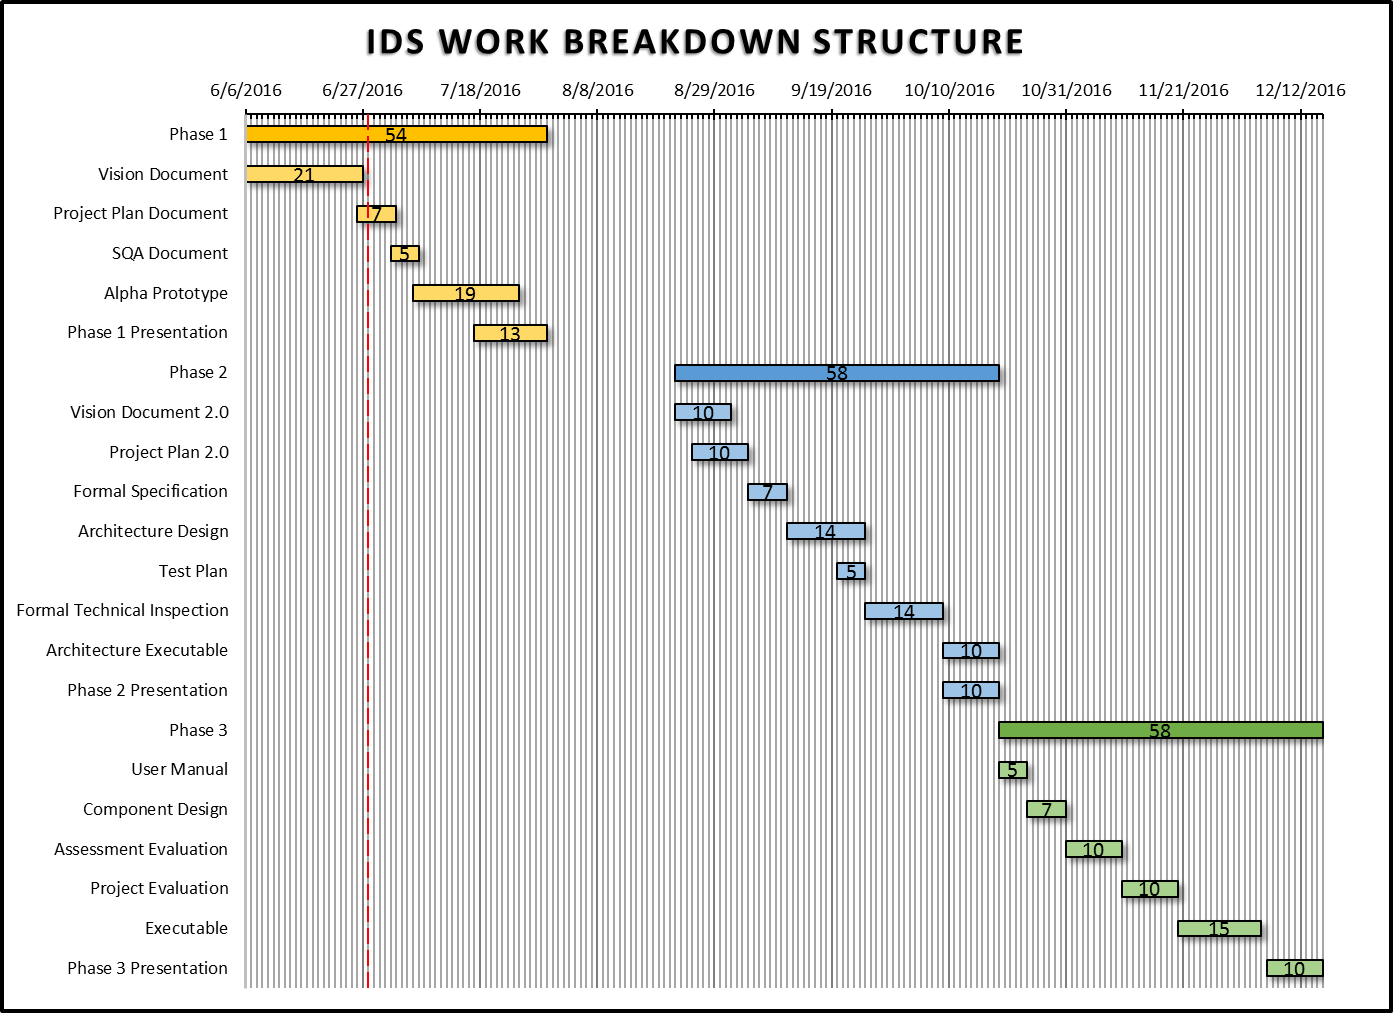 IDS WORK BREAKDOWN STRUCTURE
6/6/2016 6/27/2016 7/18/2016 8/8/2016 8/29/2016 9/19/2016 10/10/2016 10/31/2016 11/21/2016 12/12/2016
Phase 1 54
Vision Document 21
Project Plan Document 7
SQA Document 5
Alpha Prototype 19
Phase 1 Presentation 13
Phase 2 58
Vision Document 2.0 10
Project Plan 2.0 10
Formal Specification 7
Architecture Design 14
Test Plan 5
Formal Technical Inspection 14
Architecture Executable 10
Phase 2 Presentation 10
Phase 3 58
User Manual 5
Component Design 7
Assessment Evaluation 10
Project Evaluation 10
Executable 15
Phase 3 Presentation 10